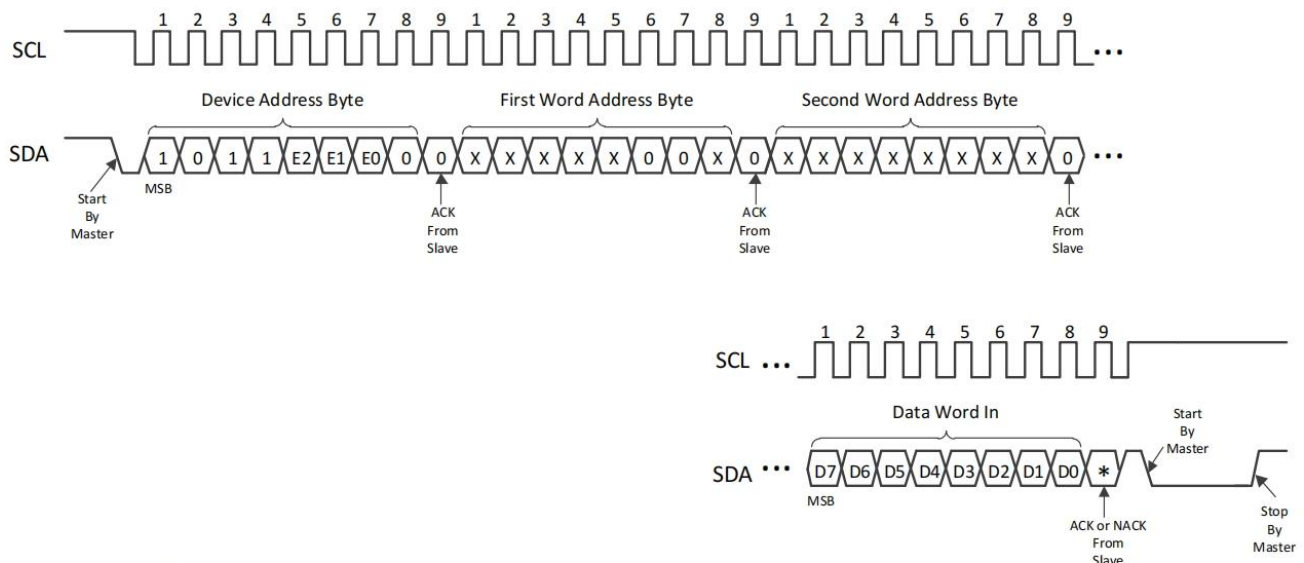 1 2 3 4 5 6 7 8 9 1 2 3 4 5 6 7 8 9 1 2 3 4 5 6 7 8 9
SCL ...
Device Address Byte First Word Address Byte Second Word Address Byte
SDA 1 0 1 1 E2 E1 E0 0 0 X X X X X 0 0 X 0 X X X X X X X X 0 ...
MSB
Start
By
Master
ACK
From
Slave
ACK
From
Slave
ACK
From
Slave
1 2 3 4 5 6 7 8 9
SCL ...
Data Word In
Start
By
Master
SDA ... D7 D6 D5 D4 D3 D2 D1 D0 *
MSB
ACK or NACK
From
Slave
Stop
By
Master